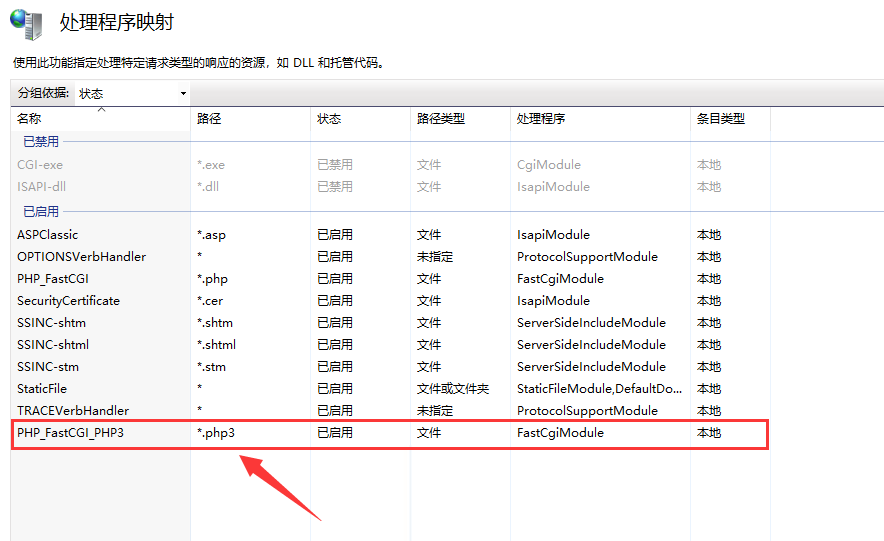 处理程序映射
使用此功能指定处理特定请求类型的响应的资源，如 DLL 和托管代码。
分组依据: 状态
名称 路径 状态 路径类型 处理程序 条目类型
已禁用
CGI-exe *.exe 已禁用 文件 CgiModule 本地
ISAPI-dll *.dll 已禁用 文件 IsapiModule 本地
已启用
ASPClassic *.asp 已启用 文件 IsapiModule 本地
OPTIONSVerbHandler * 已启用 未指定 ProtocolSupportModule 本地
PHP_FastCGI *.php 已启用 文件 FastCgiModule 本地
SecurityCertificate *.cer 已启用 文件 IsapiModule 本地
SSINC-shtm *.shtm 已启用 文件 ServerSideIncludeModule 本地
SSINC-shtml *.shtml 已启用 文件 ServerSideIncludeModule 本地
SSINC-stm *.stm 已启用 文件 ServerSideIncludeModule 本地
StaticFile * 已启用 文件或文件夹 StaticFileModule,DefaultDo... 本地
TRACEVerbHandler * 已启用 未指定 ProtocolSupportModule 本地
PHP_FastCGI_PHP3 *.php3 已启用 文件 FastCgiModule 本地